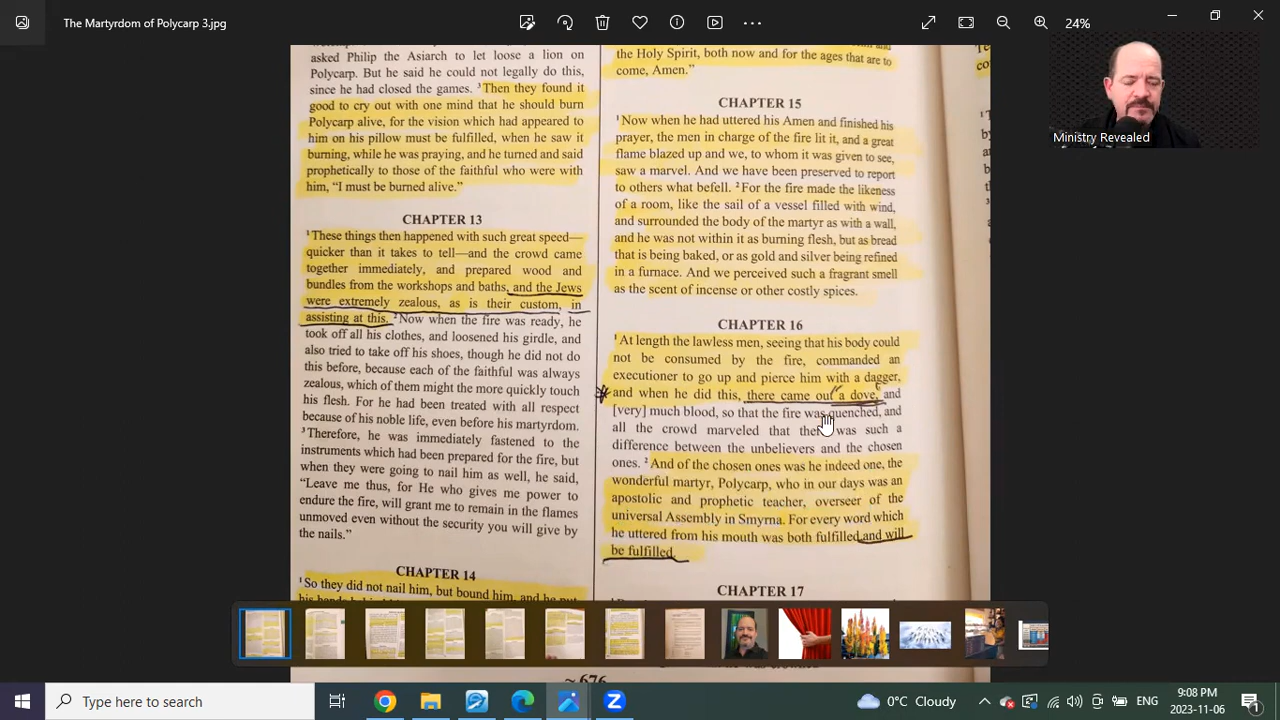 The Martyrdom of Polycarp 3.jpg
24%
Ministry Revealed
asked Philip the Asiarch to let loose a lion on
Polycarp. But he said he could not legally do this,
since he had closed the games. ³Then they found it
good to cry out with one mind that he should burn
Polycarp alive, for the vision which had appeared to
him on his pillow must be fulfilled, when he saw it
burning, while he was praying, and he turned and said
prophetically to those of the faithful who were with
him, “I must be burned alive.”
CHAPTER 13
¹These things then happened with such great speed—
quicker than it takes to tell—and the crowd came
together immediately, and prepared wood and
bundles from the workshops and baths, and the Jews
were extremely zealous, as is their custom, in
assisting at this. ²Now when the fire was ready, he
took off all his clothes, and loosened his girdle, and
also tried to take off his shoes, though he did not do
this before, because each of the faithful was always
zealous, which of them might the more quickly touch
his flesh. For he had been treated with all respect
because of his noble life, even before his martyrdom.
³Therefore, he was immediately fastened to the
instruments which had been prepared for the fire, but
when they were going to nail him as well, he said,
“Leave me thus, for He who gives me power to
endure the fire, will grant me to remain in the flames
unmoved even without the security you will give by
the nails.”
CHAPTER 14
¹So they did not nail him, but bound him, and he put
the Holy Spirit, both now and for the ages that are to
come, Amen.”
CHAPTER 15
¹Now when he had uttered his Amen and finished his
prayer, the men in charge of the fire lit it, and a great
flame blazed up and we, to whom it was given to see,
saw a marvel. And we have been preserved to report
to others what befell. ²For the fire made the likeness
of a room, like the sail of a vessel filled with wind,
and surrounded the body of the martyr as with a wall,
and he was not within it as burning flesh, but as bread
that is being baked, or as gold and silver being refined
in a furnace. And we perceived such a fragrant smell
as the scent of incense or other costly spices.
CHAPTER 16
¹At length the lawless men, seeing that his body could
not be consumed by the fire, commanded an
executioner to go up and pierce him with a dagger,
and when he did this, there came out a dove, and
[very] much blood, so that the fire was quenched, and
all the crowd marveled that there was such a
difference between the unbelievers and the chosen
ones. ²And of the chosen ones was he indeed one, the
wonderful martyr, Polycarp, who in our days was an
apostolic and prophetic teacher, overseer of the
universal Assembly in Smyrna. For every word which
he uttered from his mouth was both fulfilled and will
be fulfilled.
CHAPTER 17
~ 676
Type here to search
0°C Cloudy
ENG
9:08 PM
2023-11-06